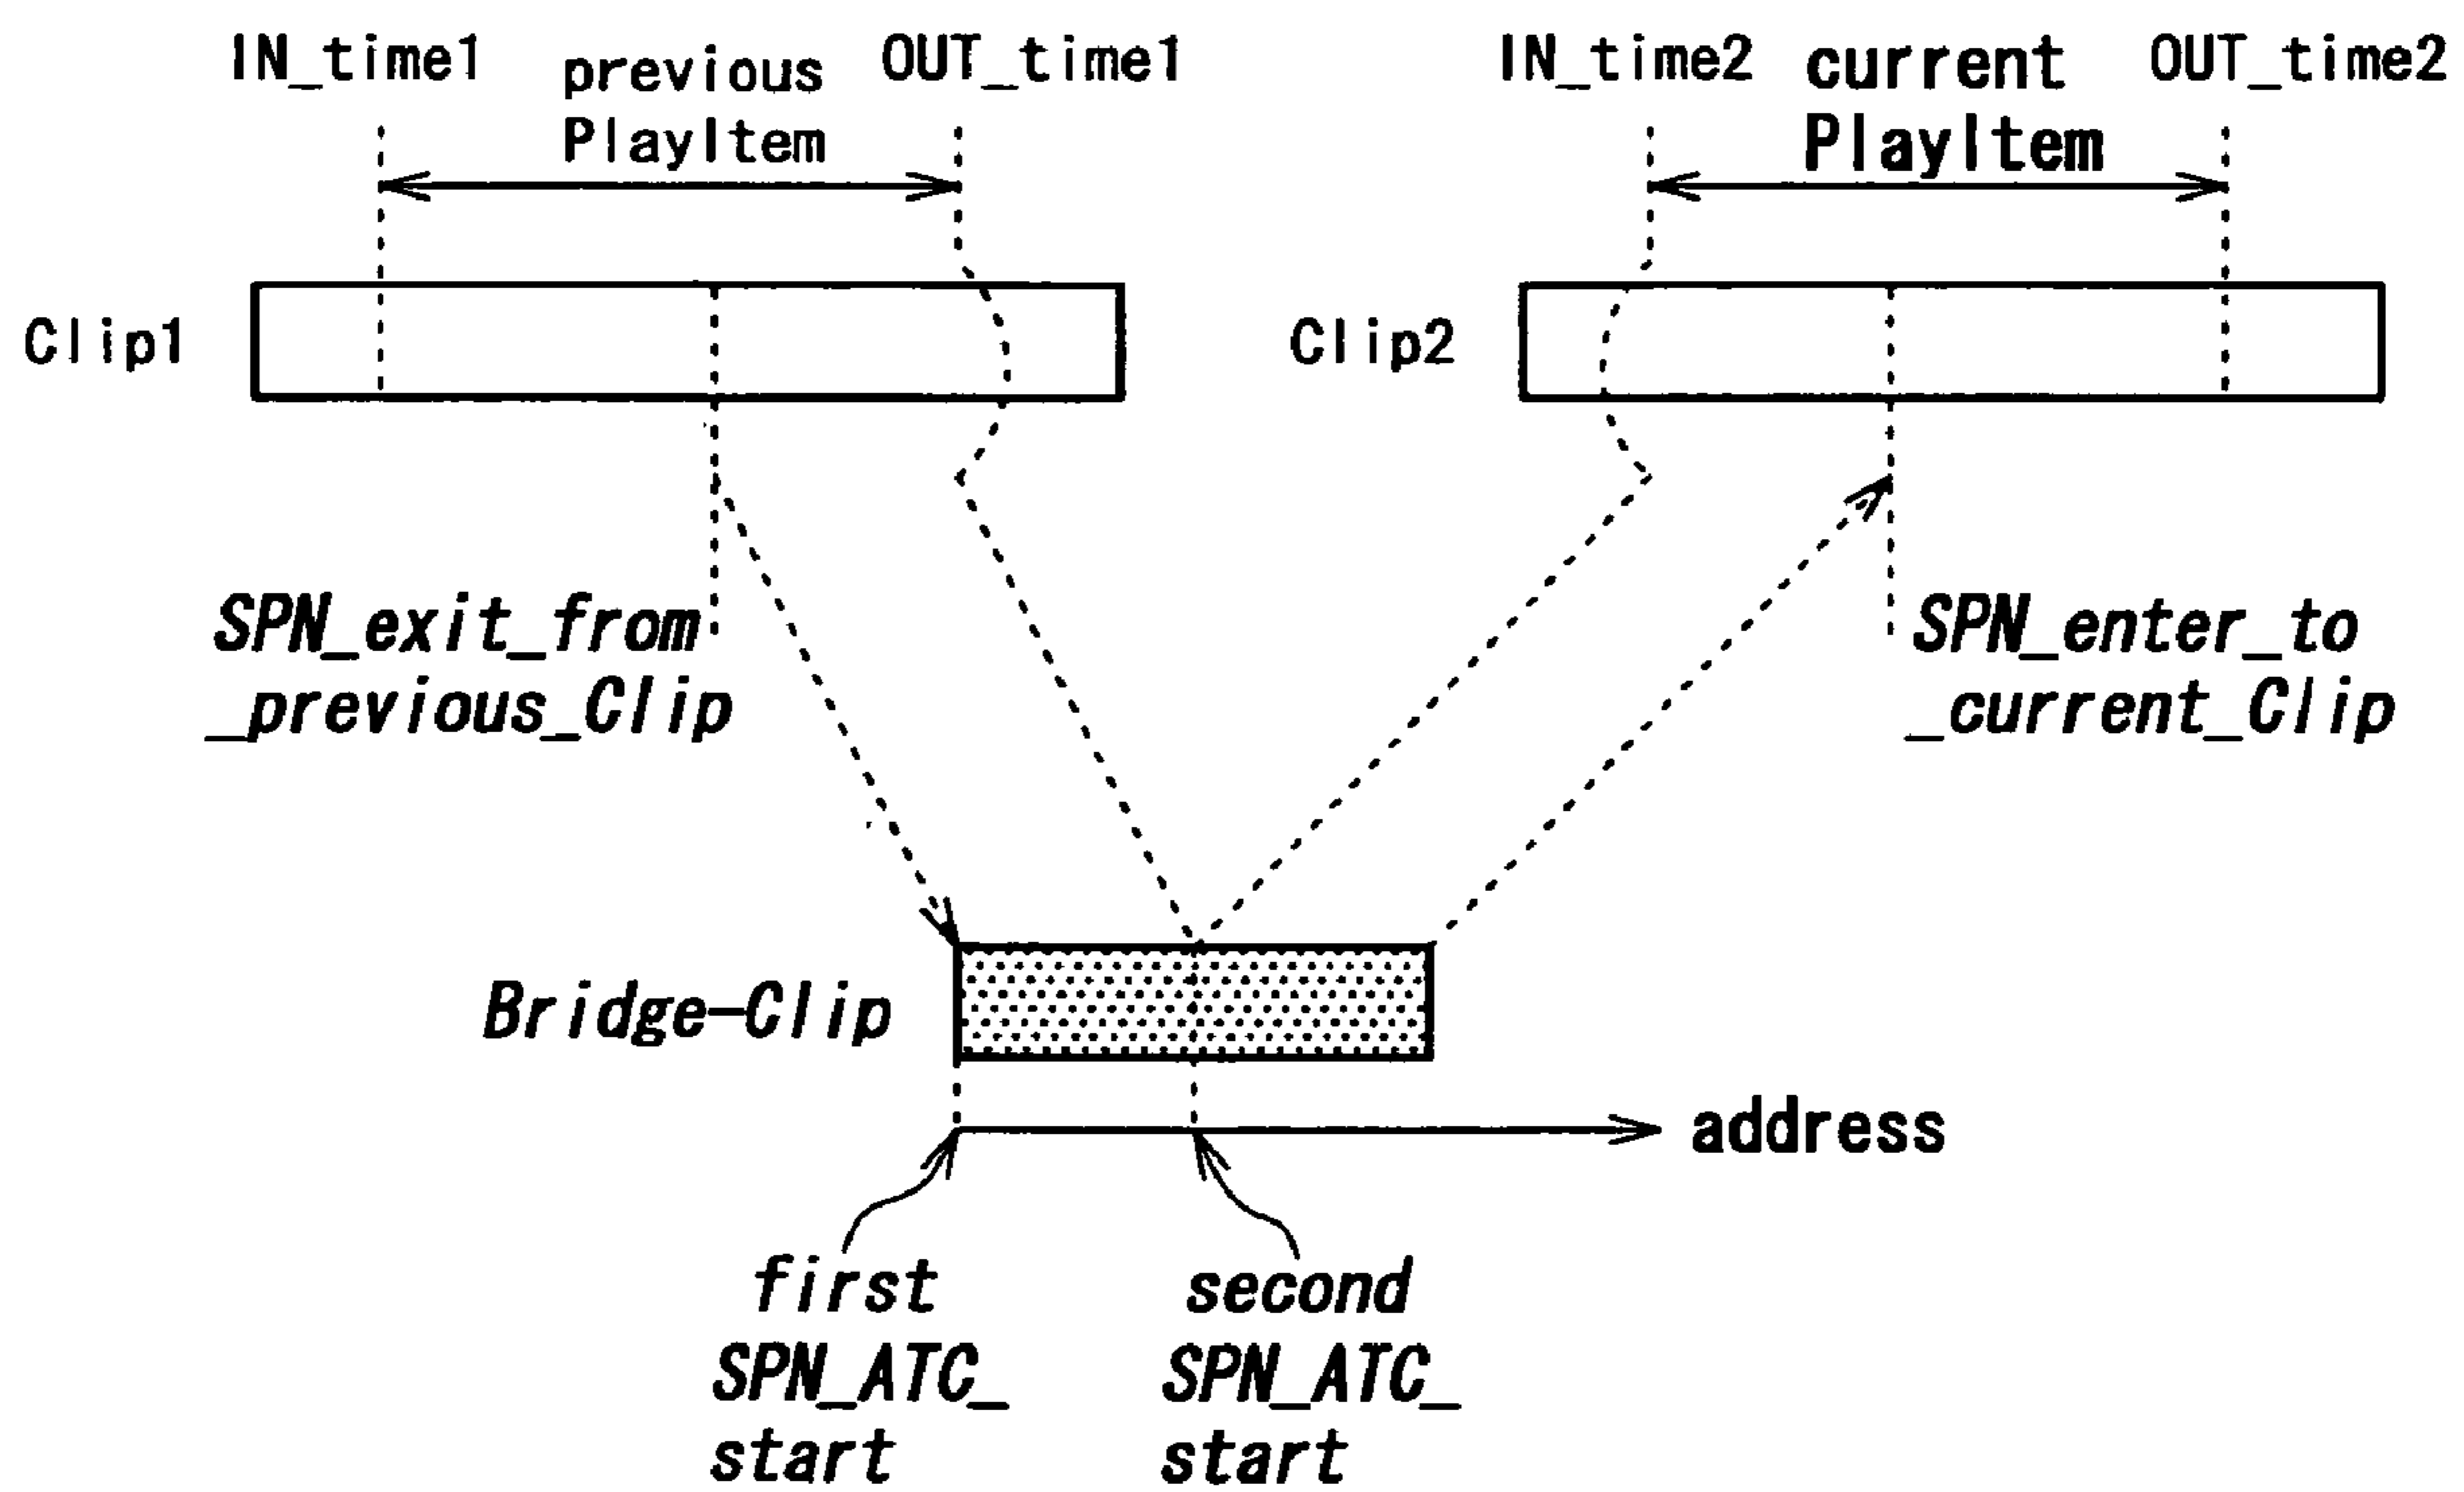 IN_time1
previous
PlayItem
OUT_time1
IN_time2
current
PlayItem
OUT_time2
Clip1
Clip2
SPN_exit_from
_previous_Clip
SPN_enter_to
_current_Clip
Bridge-Clip
address
first
SPN_ATC_
start
second
SPN_ATC_
start